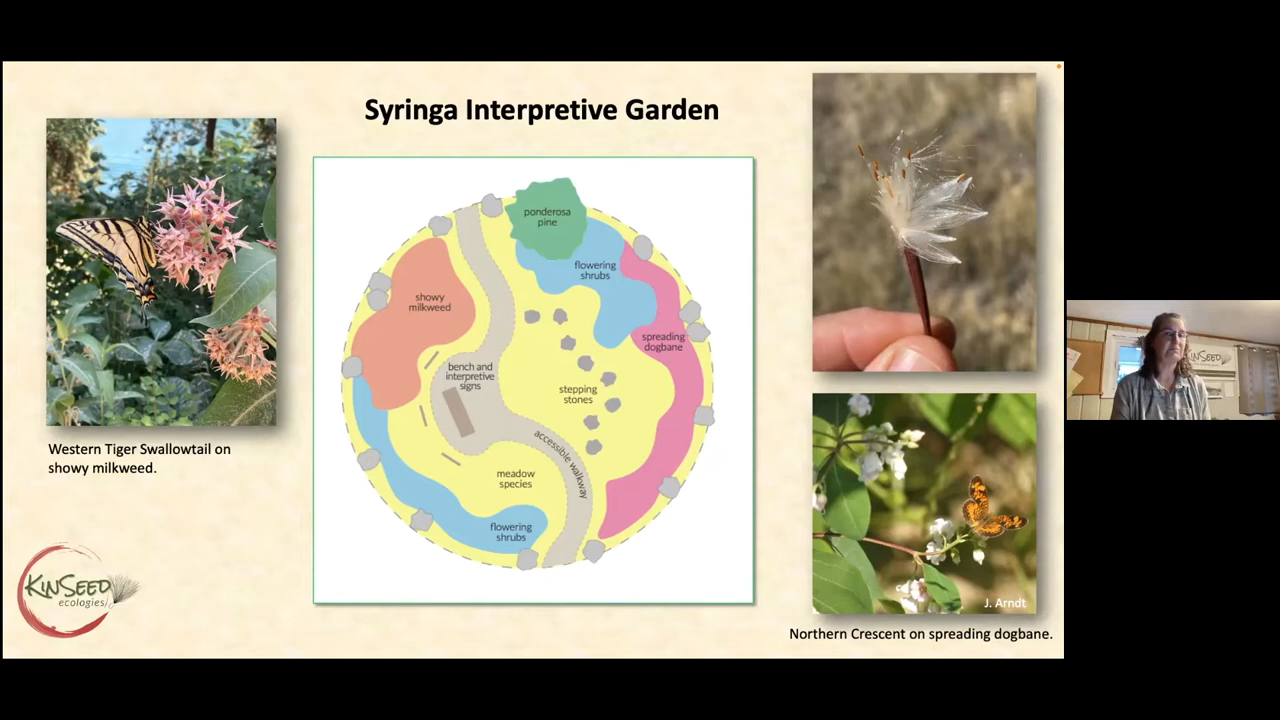 Syringa Interpretive Garden
Western Tiger Swallowtail on
showy milkweed.
KINSEED
ecologies
ponderosa
pine
flowering
shrubs
showy
milkweed
spreading
dogbane
bench and
interpretive
signs
stepping
stones
accessible walkway
meadow
species
flowering
shrubs
J. Arndt
Northern Crescent on spreading dogbane.
KINSEED